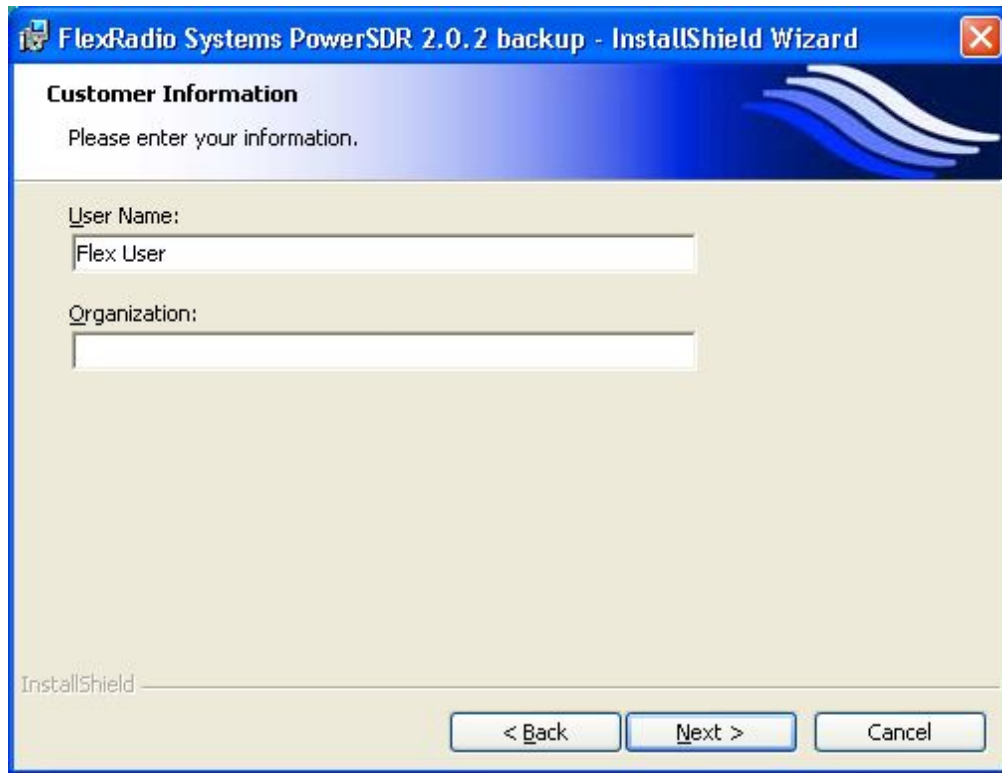 FlexRadio Systems PowerSDR 2.0.2 backup - InstallShield Wizard
Customer Information
Please enter your information.
User Name:
Flex User
Organization:
InstallShield
< Back
Next >
Cancel